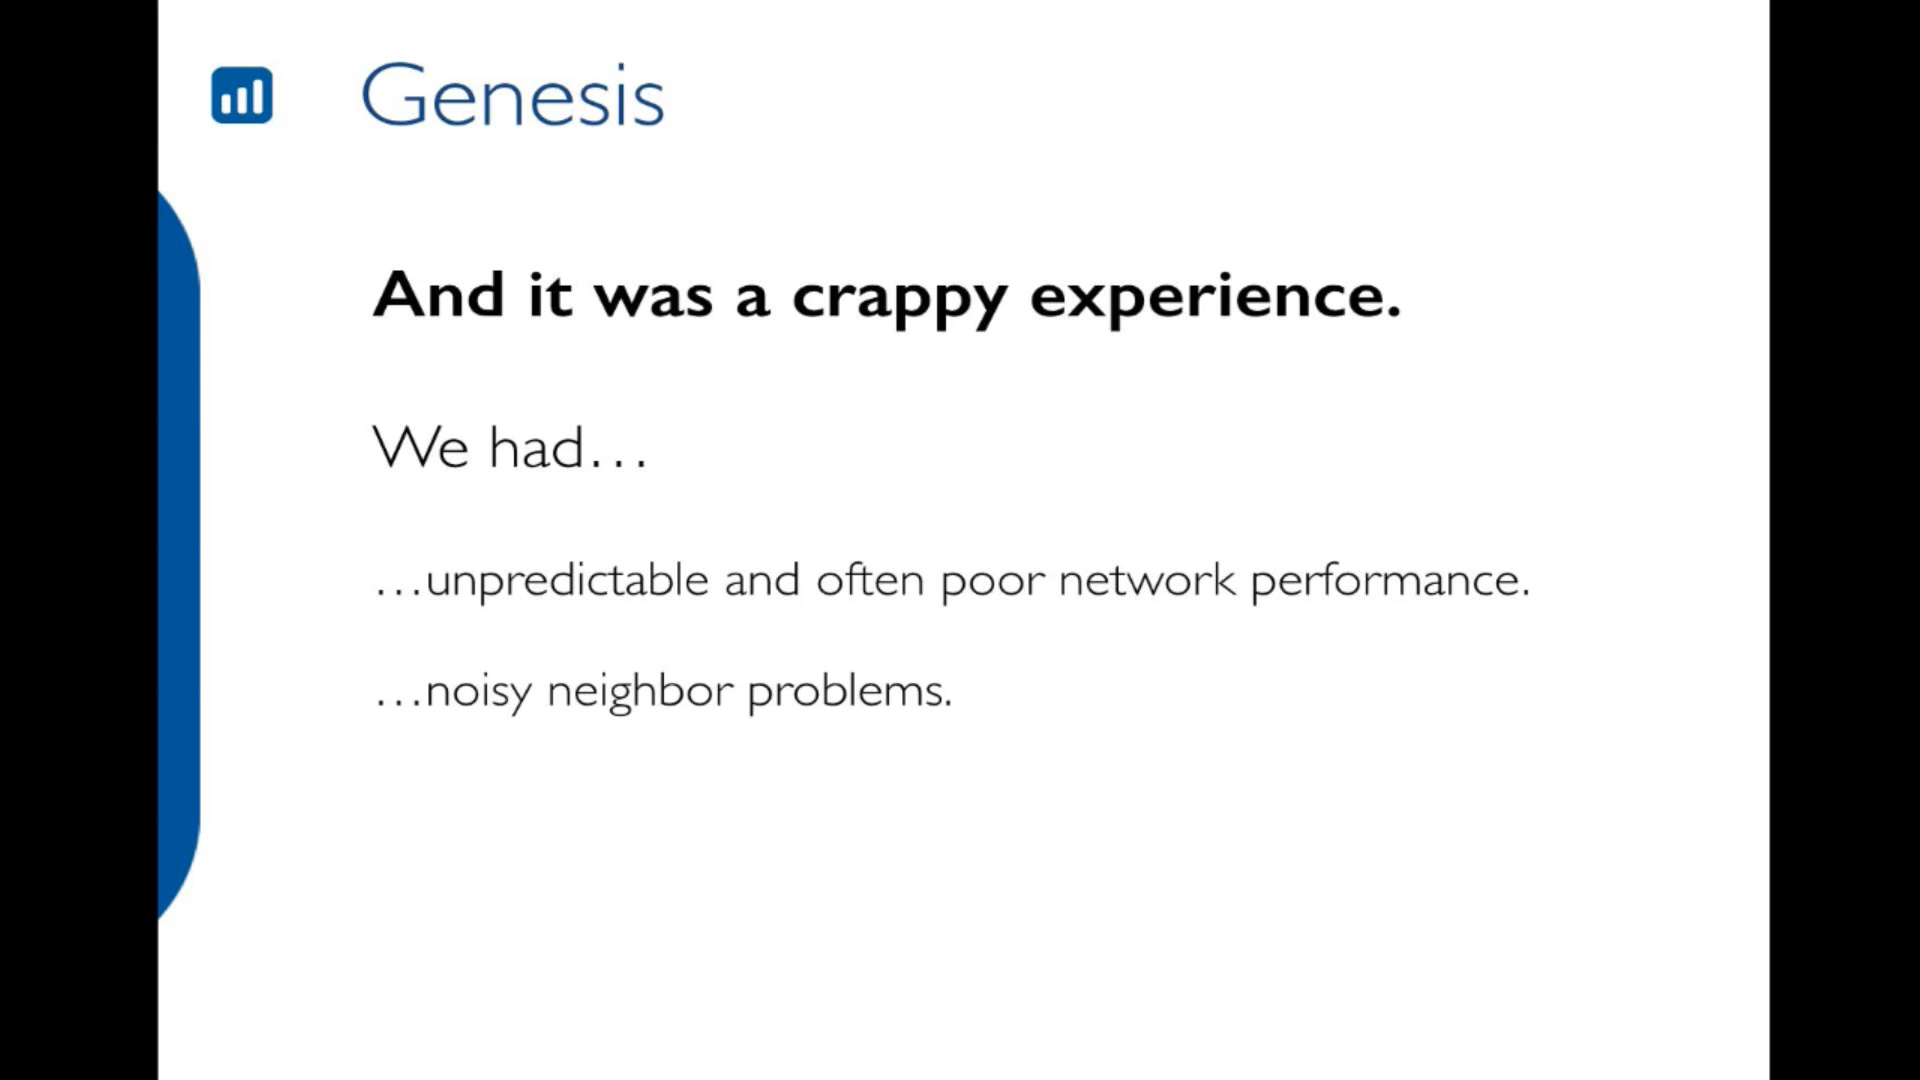 Genesis
And it was a crappy experience.
We had…
…unpredictable and often poor network performance.
…noisy neighbor problems.